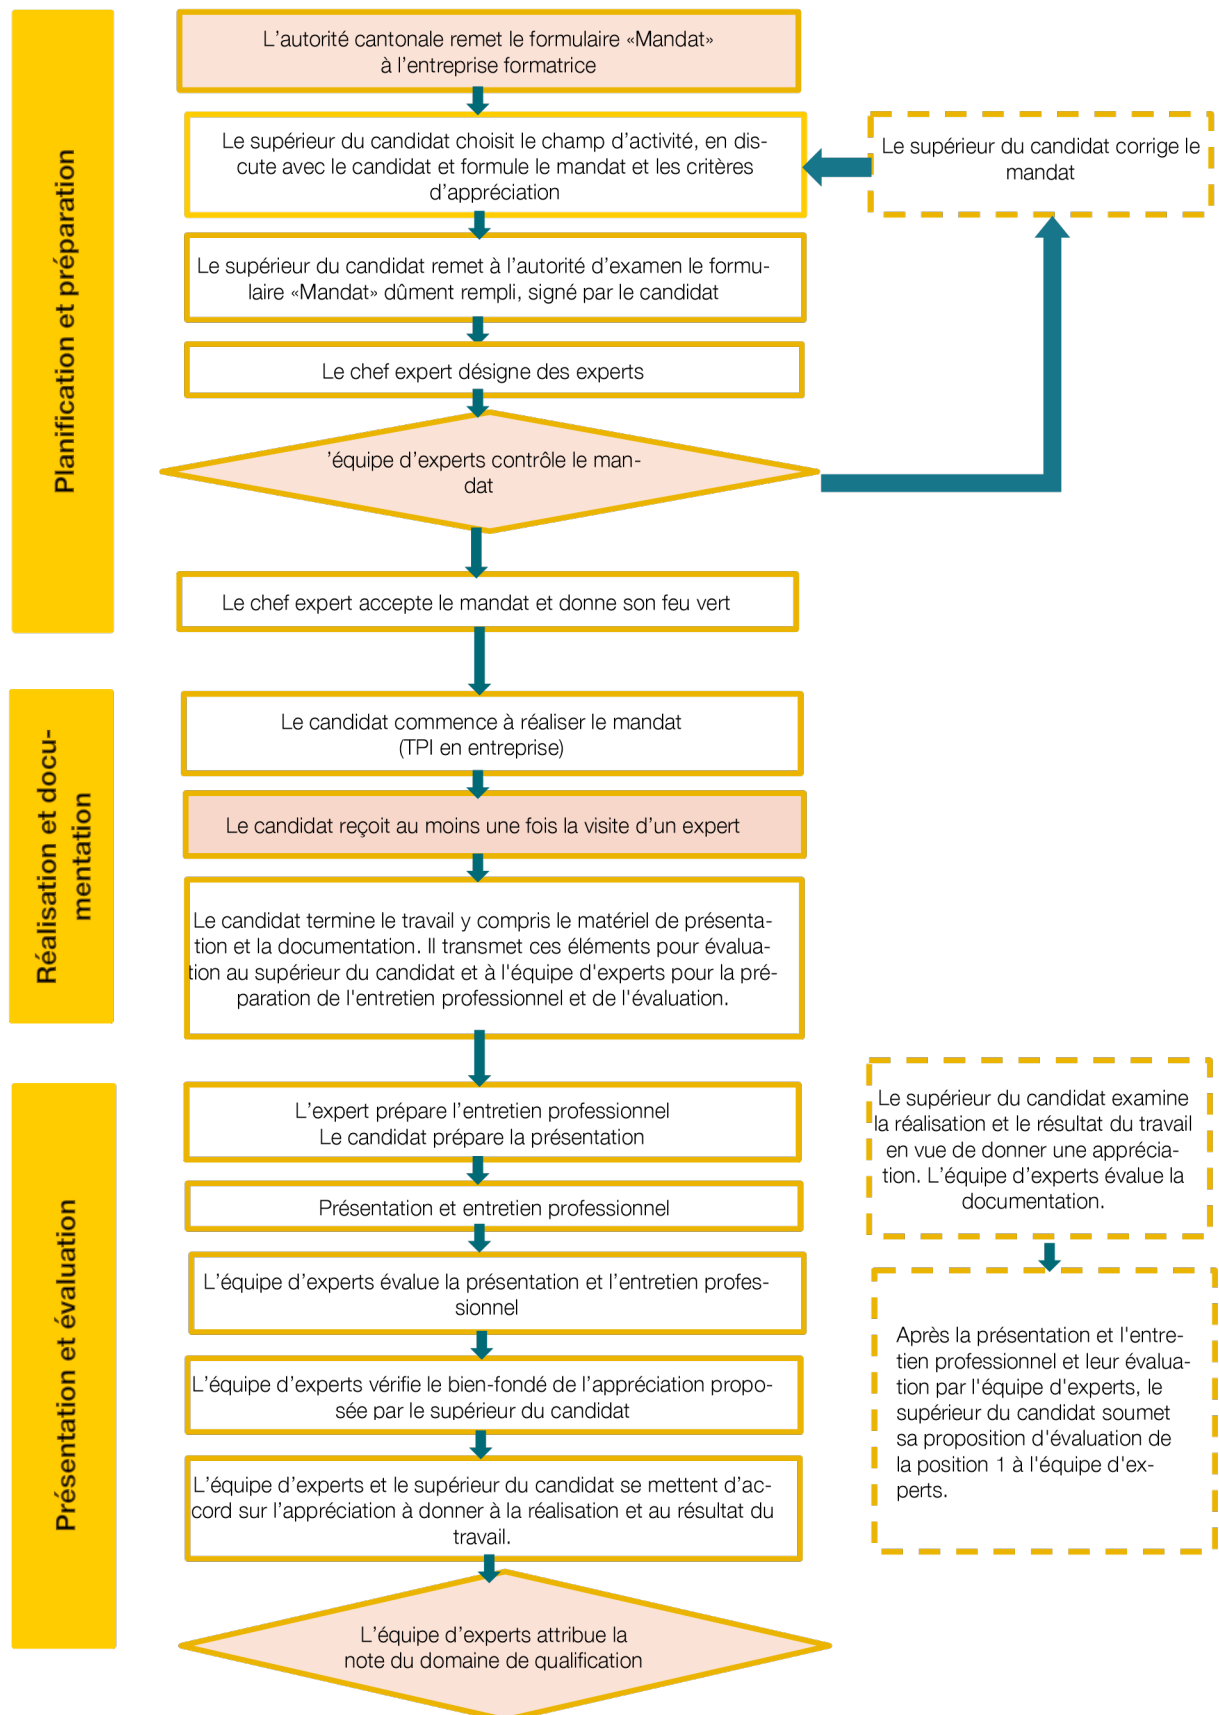 Planification et préparation
L'autorité cantonale remet le formulaire «Mandat»
à l'entreprise formatrice
Le supérieur du candidat choisit le champ d'activité, en dis-
cute avec le candidat et formule le mandat et les critères
d'appréciation
Le supérieur du candidat corrige le
mandat
Le supérieur du candidat remet à l'autorité d'examen le formu-
laire «Mandat» dûment rempli, signé par le candidat
Le chef expert désigne des experts
'équipe d'experts contrôle le man-
dat
Le chef expert accepte le mandat et donne son feu vert
Réalisation et docu-
mentation
Le candidat commence à réaliser le mandat
(TPI en entreprise)
Le candidat reçoit au moins une fois la visite d'un expert
Le candidat termine le travail y compris le matériel de présenta-
tion et la documentation. Il transmet ces éléments pour évalua-
tion au supérieur du candidat et à l'équipe d'experts pour la pré-
paration de l'entretien professionnel et de l'évaluation.
Présentation et évaluation
L'expert prépare l'entretien professionnel
Le candidat prépare la présentation
Présentation et entretien professionnel
L'équipe d'experts évalue la présentation et l'entretien profes-
sionnel
L'équipe d'experts vérifie le bien-fondé de l'appréciation propo-
sée par le supérieur du candidat
L'équipe d'experts et le supérieur du candidat se mettent d'ac-
cord sur l'appréciation à donner à la réalisation et au résultat du
travail.
L'équipe d'experts attribue la
note du domaine de qualification
Le supérieur du candidat examine
la réalisation et le résultat du travail
en vue de donner une apprécia-
tion. L'équipe d'experts évalue la
documentation.
Après la présentation et l'entre-
tien professionnel et leur évalua-
tion par l'équipe d'experts, le
supérieur du candidat soumet
sa proposition d'évaluation de
la position 1 à l'équipe d'ex-
perts.